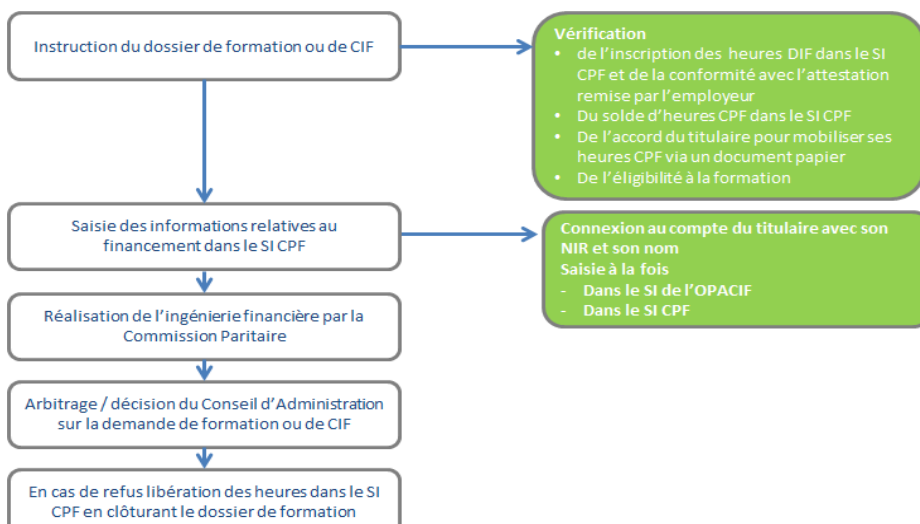 Instruction du dossier de formation ou de CIF
Vérification
• de l'inscription des heures DIF dans le SI
CPF et de la conformité avec l'attestation
remise par l'employeur
• Du solde d'heures CPF dans le SI CPF
• De l'accord du titulaire pour mobiliser ses
heures CPF via un document papier
• De l'éligibilité à la formation
Saisie des informations relatives au
financement dans le SI CPF
Connexion au compte du titulaire avec son
NIR et son nom
Saisie à la fois
- Dans le SI de l'OPACIF
- Dans le SI CPF
Réalisation de l'ingénierie financière par la
Commission Paritaire
Arbitrage / décision du Conseil d'Administration
sur la demande de formation ou de CIF
En cas de refus libération des heures dans le SI
CPF en clôturant le dossier de formation